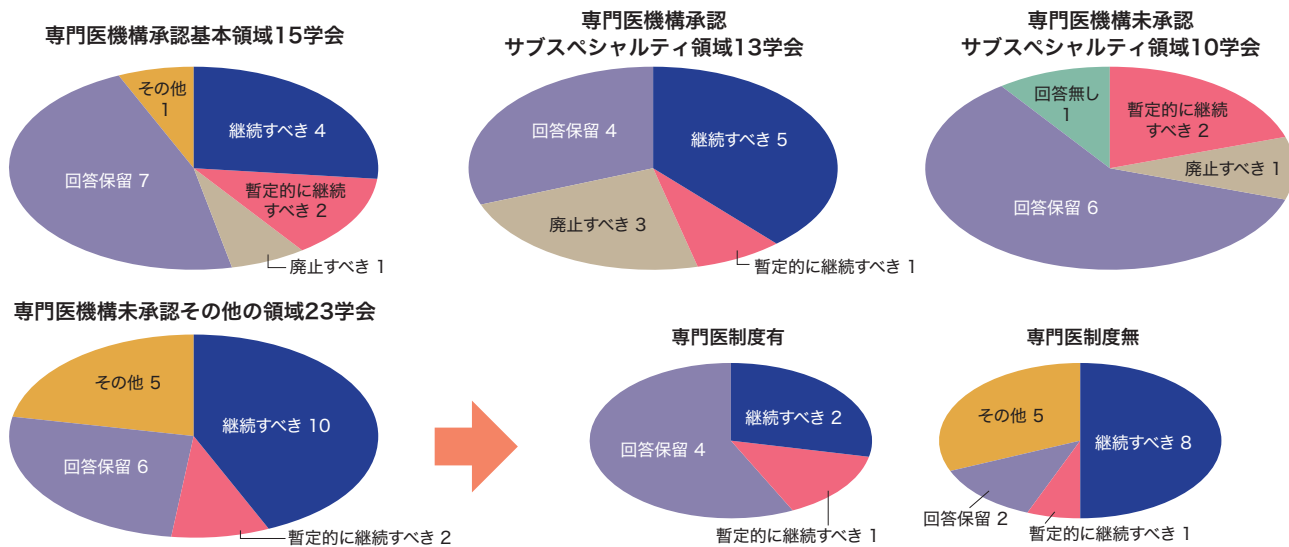 専門医機構承認基本領域15学会
その他
1
継続すべき 4
回答保留 7
暫定的に継続
すべき 2
廃止すべき 1
専門医機構承認
サブスペシャルティ領域13学会
回答保留 4
継続すべき 5
廃止すべき 3
暫定的に継続すべき 1
専門医機構未承認
サブスペシャルティ領域10学会
回答無し
1
暫定的に継続
すべき 2
廃止すべき 1
回答保留 6
専門医機構未承認その他の領域23学会
その他 5
継続すべき 10
回答保留 6
暫定的に継続すべき 2
専門医制度有
継続すべき 2
回答保留 4
暫定的に継続すべき 1
専門医制度無
その他 5
継続すべき 8
回答保留 2
暫定的に継続すべき 1